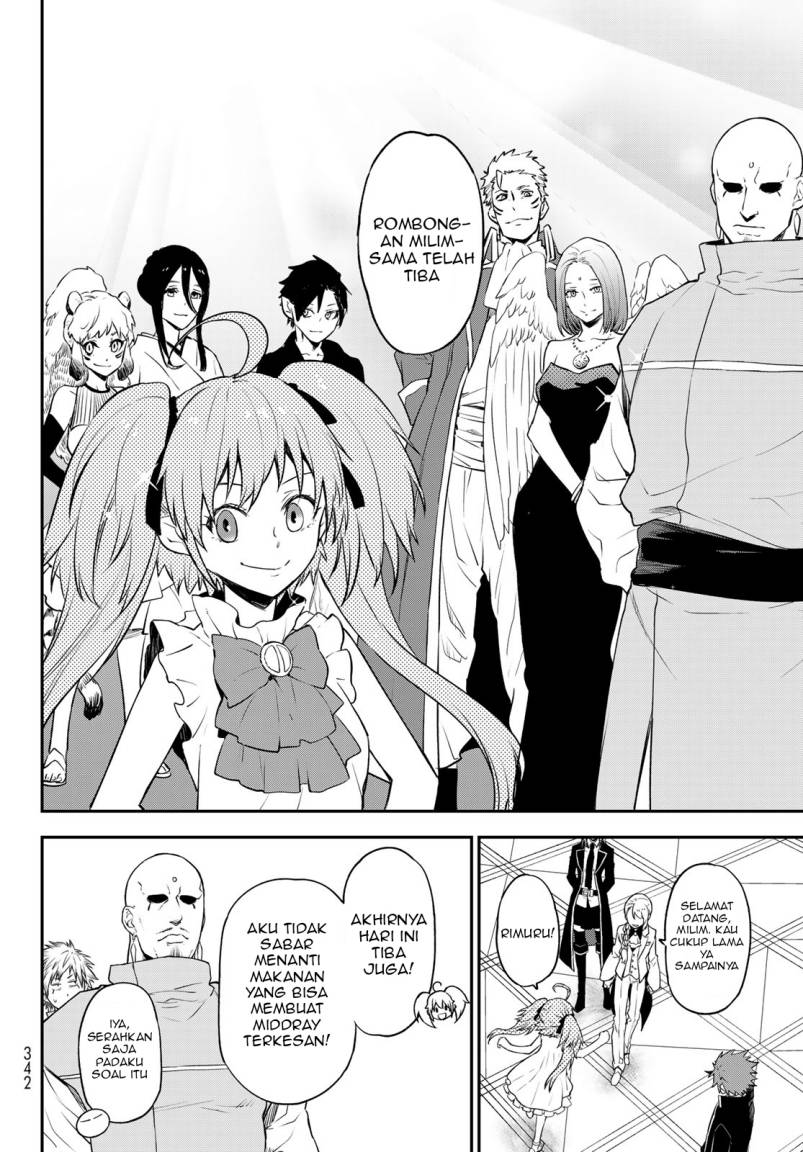 ROMBONG-
AN MILIM-
SAMA TELAH
TIBA
SELAMAT
DATANG,
MILIM. KAU
CUKUP LAMA
YA
SAMPAINYA
RIMURU!
AKHIRNYA
HARI INI
TIBA
JUGA!
AKU TIDAK
SABAR
MENANTI
MAKANAN
YANG BISA
MEMBUAT
MIDDRAY
TERKESAN!
IYA,
SERAHKAN
SAJA
PADAKU
SOAL ITU
342